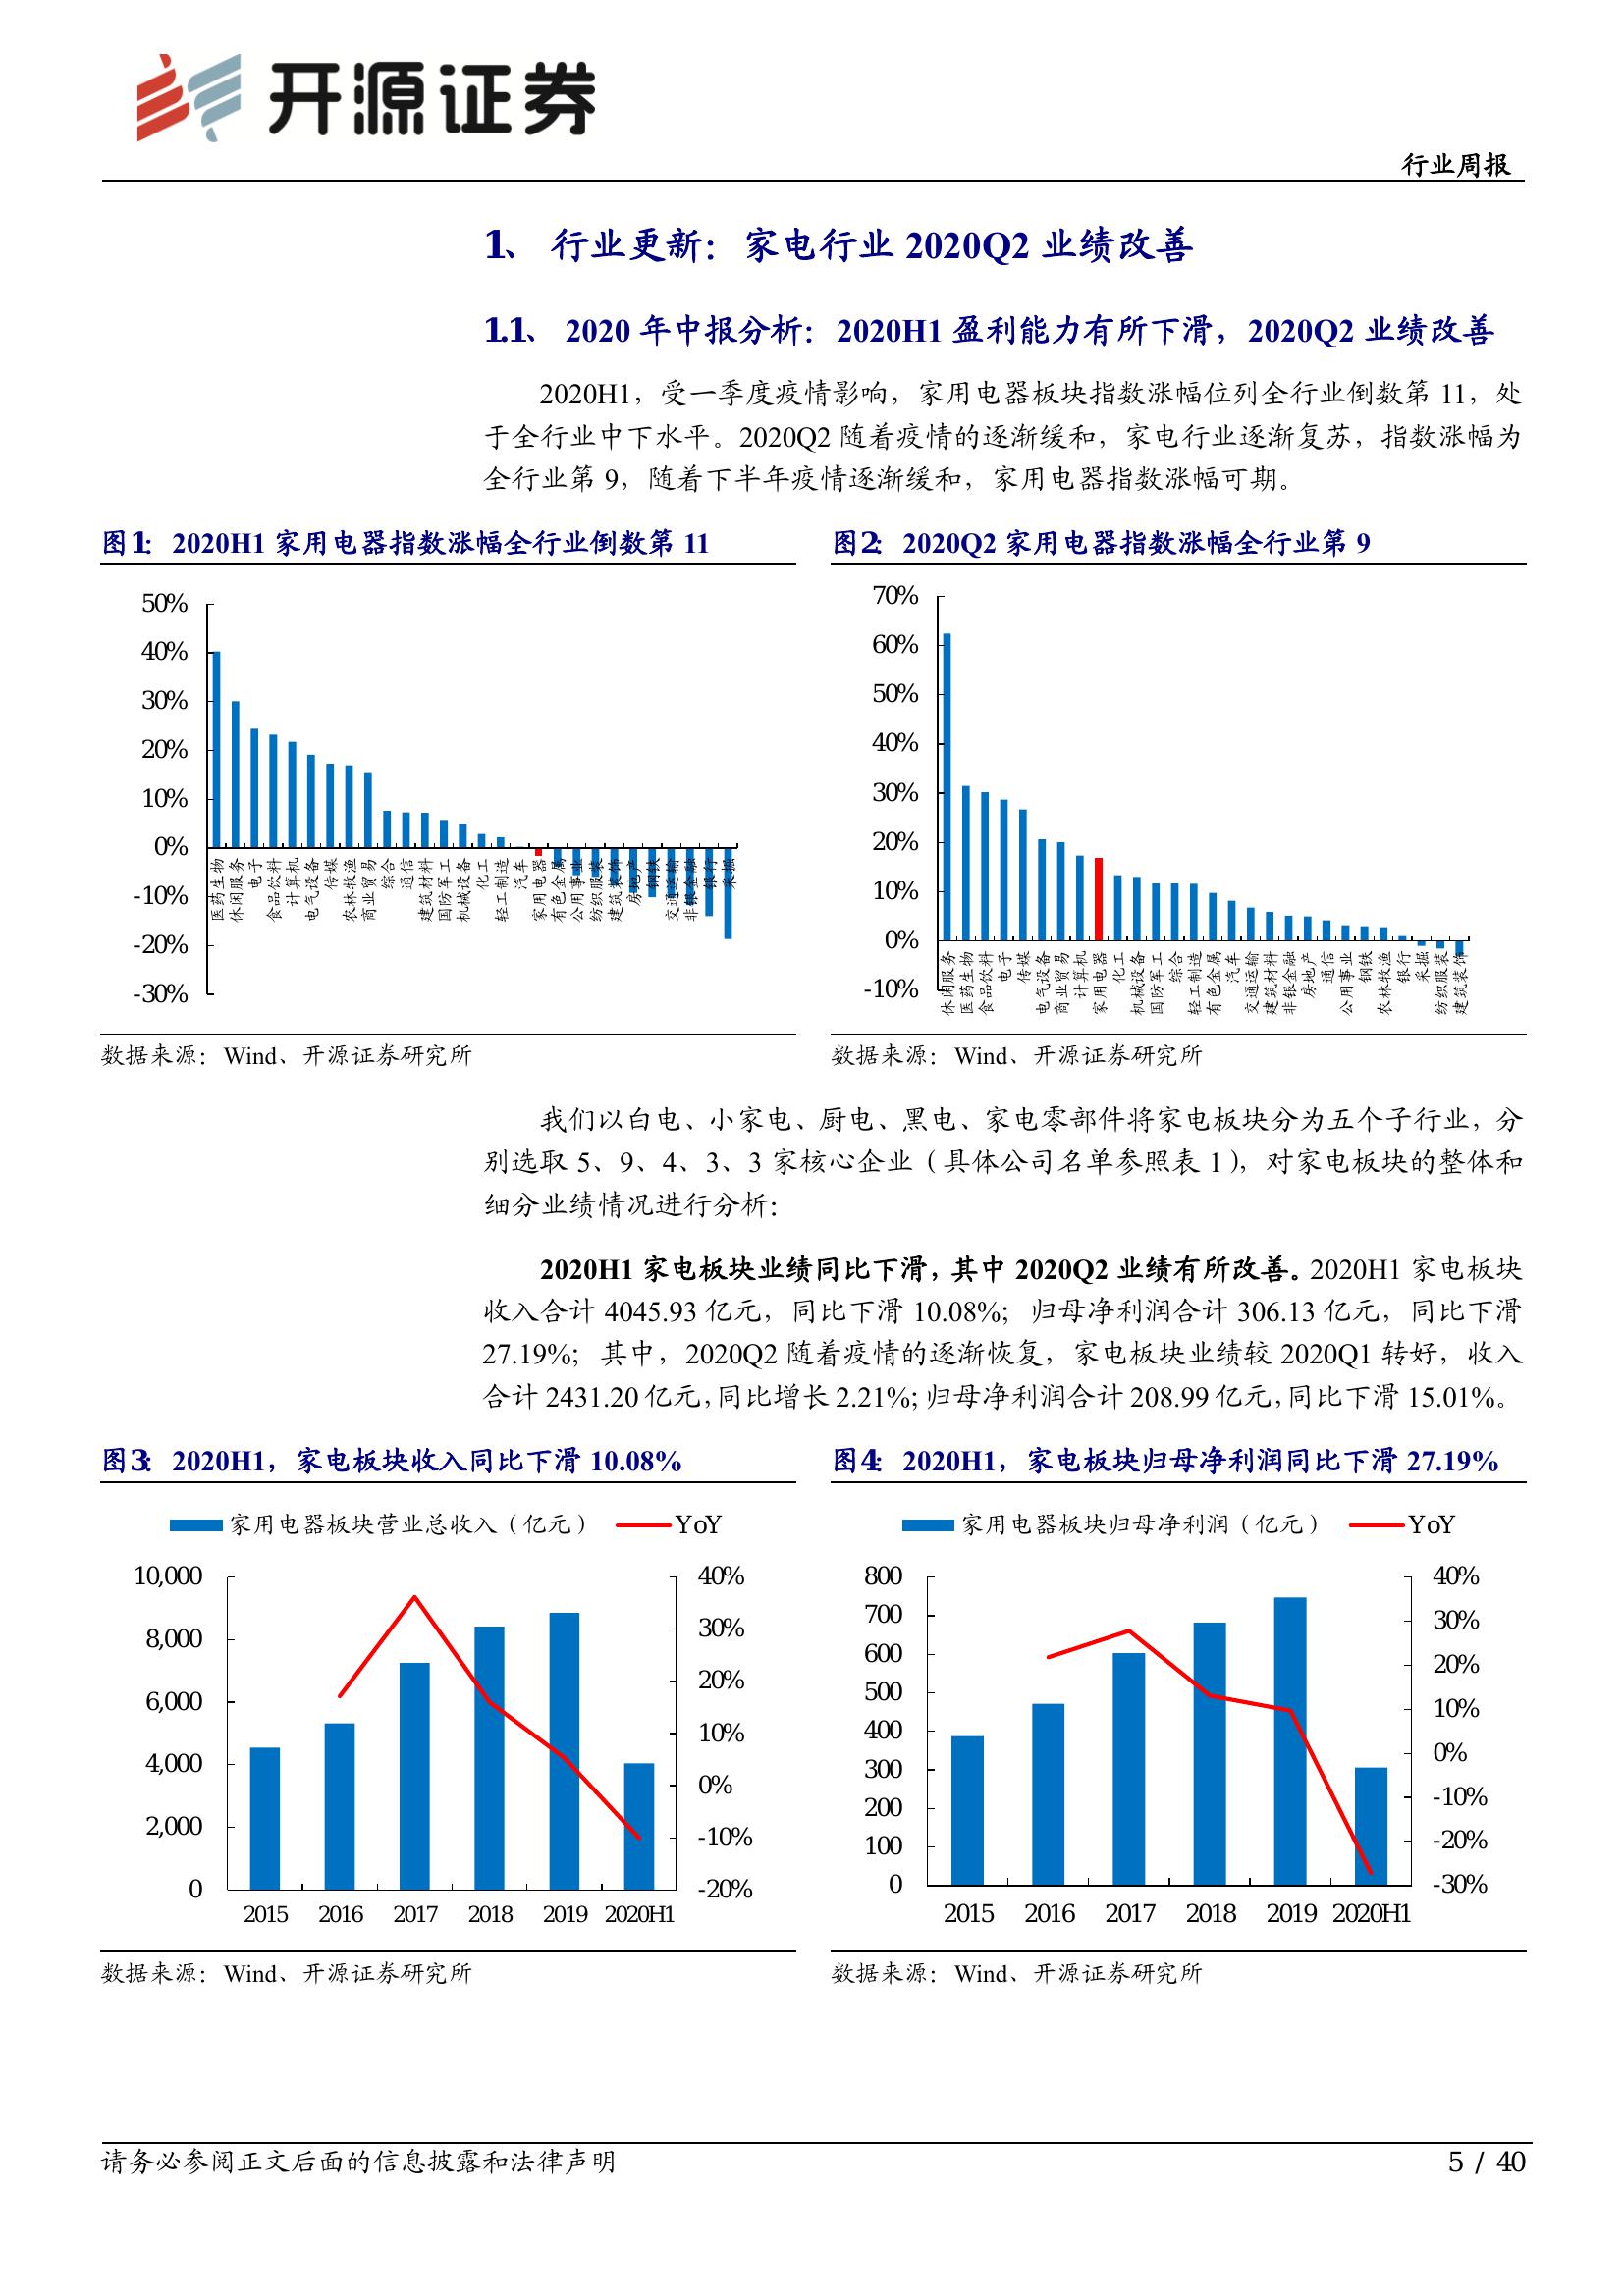 开源证券
行业周报
1、 行业更新：家电行业 2020Q2 业绩改善
1.1、 2020 年中报分析：2020H1 盈利能力有所下滑，2020Q2 业绩改善
2020H1，受一季度疫情影响，家用电器板块指数涨幅位列全行业倒数第 11，处
于全行业中下水平。2020Q2 随着疫情的逐渐缓和，家电行业逐渐复苏，指数涨幅为
全行业第 9，随着下半年疫情逐渐缓和，家用电器指数涨幅可期。
图1： 2020H1 家用电器指数涨幅全行业倒数第 11
50%
40%
30%
20%
10%
0%
-10%
-20%
-30%
医药生物
休闲服务
电子
食品饮料
计算机
电气设备
传媒
农林牧渔
商业贸易
综合
通信
建筑材料
国防军工
机械设备
化工
轻工制造
汽车
家用电器
有色金属
公用事业
纺织服装
建筑装饰
房地产
钢铁
交通运输
非银金融
银行
采掘
数据来源：Wind、开源证券研究所
图2： 2020Q2 家用电器指数涨幅全行业第 9
70%
60%
50%
40%
30%
20%
10%
0%
-10%
休闲服务
医药生物
食品饮料
电子
传媒
电气设备
商业贸易
计算机
家用电器
化工
机械设备
国防军工
综合
轻工制造
有色金属
汽车
交通运输
建筑材料
非银金融
房地产
通信
公用事业
钢铁
农林牧渔
银行
采掘
纺织服装
建筑装饰
数据来源：Wind、开源证券研究所
我们以白电、小家电、厨电、黑电、家电零部件将家电板块分为五个子行业，分
别选取 5、9、4、3、3 家核心企业（具体公司名单参照表 1），对家电板块的整体和
细分业绩情况进行分析：
2020H1 家电板块业绩同比下滑，其中 2020Q2 业绩有所改善。2020H1 家电板块
收入合计 4045.93 亿元，同比下滑 10.08%；归母净利润合计 306.13 亿元，同比下滑
27.19%；其中，2020Q2 随着疫情的逐渐恢复，家电板块业绩较 2020Q1 转好，收入
合计 2431.20 亿元，同比增长 2.21%；归母净利润合计 208.99 亿元，同比下滑 15.01%。
图3： 2020H1，家电板块收入同比下滑 10.08%
家用电器板块营业总收入（亿元） YoY
10,000
8,000
6,000
4,000
2,000
0
40%
30%
20%
10%
0%
-10%
-20%
2015 2016 2017 2018 2019 2020H1
数据来源：Wind、开源证券研究所
图4： 2020H1，家电板块归母净利润同比下滑 27.19%
家用电器板块归母净利润（亿元） YoY
800
700
600
500
400
300
200
100
0
40%
30%
20%
10%
0%
-10%
-20%
-30%
2015 2016 2017 2018 2019 2020H1
数据来源：Wind、开源证券研究所
请务必参阅正文后面的信息披露和法律声明
5 / 40